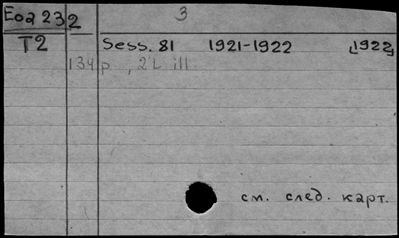 Eoa 232 3
T2 Sess. 81 1921-1922 [1922]
134 p , 2 L ill
см. след. карт.